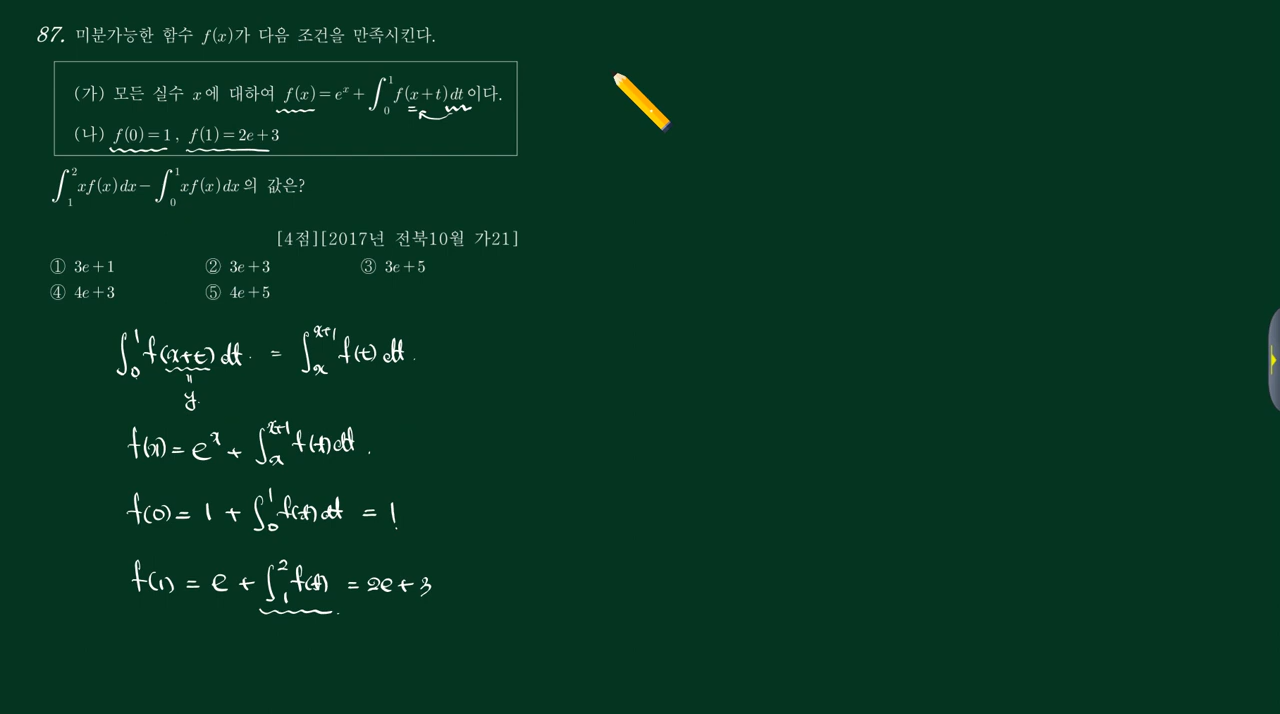 87. 미분가능한 함수 f(x)가 다음 조건을 만족시킨다.
(가) 모든 실수 x에 대하여 f(x)=e^x+∫_0^1 f(x+t)dt이다.
(나) f(0)=1, f(1)=2e+3
∫_1^2 xf(x)dx−∫_0^1 xf(x)dx의 값은?
[4점][2017년 전북10월 가21]
① 3e+1 ② 3e+3 ③ 3e+5
④ 4e+3 ⑤ 4e+5
∫_0^1 f(x+t)dt. = ∫_x^{x+1} f(t)dt.
=
y.
f(x)=e^x+∫_x^{x+1} f(t)dt.
f(0)=1+∫_0^1 f(t)dt=1
f(1)=e+∫_1^2 f(t)=2e+3